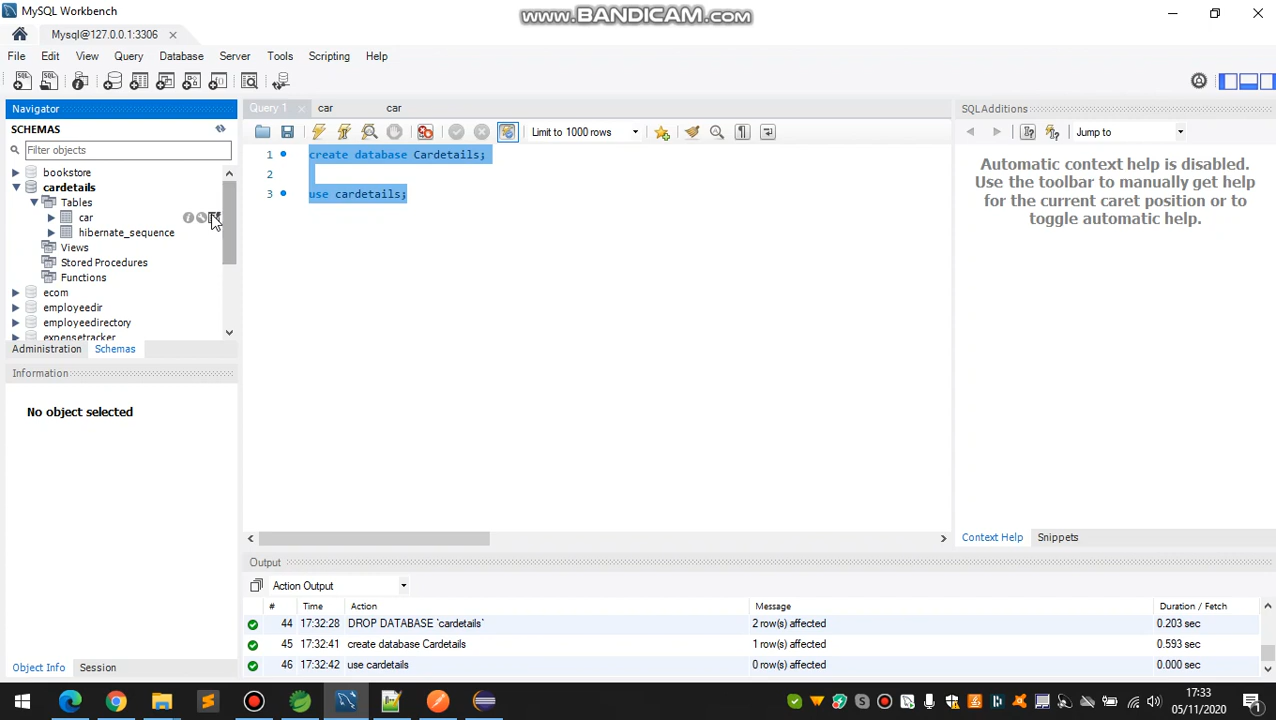 MySQL Workbench
www.BANDICAM.com
Mysql@127.0.0.1:3306
File Edit View Query Database Server Tools Scripting Help
Navigator
SCHEMAS
Filter objects
bookstore
cardetails
Tables
car
hibernate_sequence
Views
Stored Procedures
Functions
ecom
employeedir
employeedirectory
expensetracker
Administration Schemas
Information
No object selected
Object Info Session
Query 1 car car
Limit to 1000 rows
1 create database Cardetails;
2
3 use cardetails;
SQLAdditions
Jump to
Automatic context help is disabled.
Use the toolbar to manually get help
for the current caret position or to
toggle automatic help.
Context Help Snippets
Output
Action Output
# Time Action Message Duration / Fetch
44 17:32:28 DROP DATABASE `cardetails` 2 row(s) affected 0.203 sec
45 17:32:41 create database Cardetails 1 row(s) affected 0.593 sec
46 17:32:42 use cardetails 0 row(s) affected 0.000 sec
17:33
05/11/2020